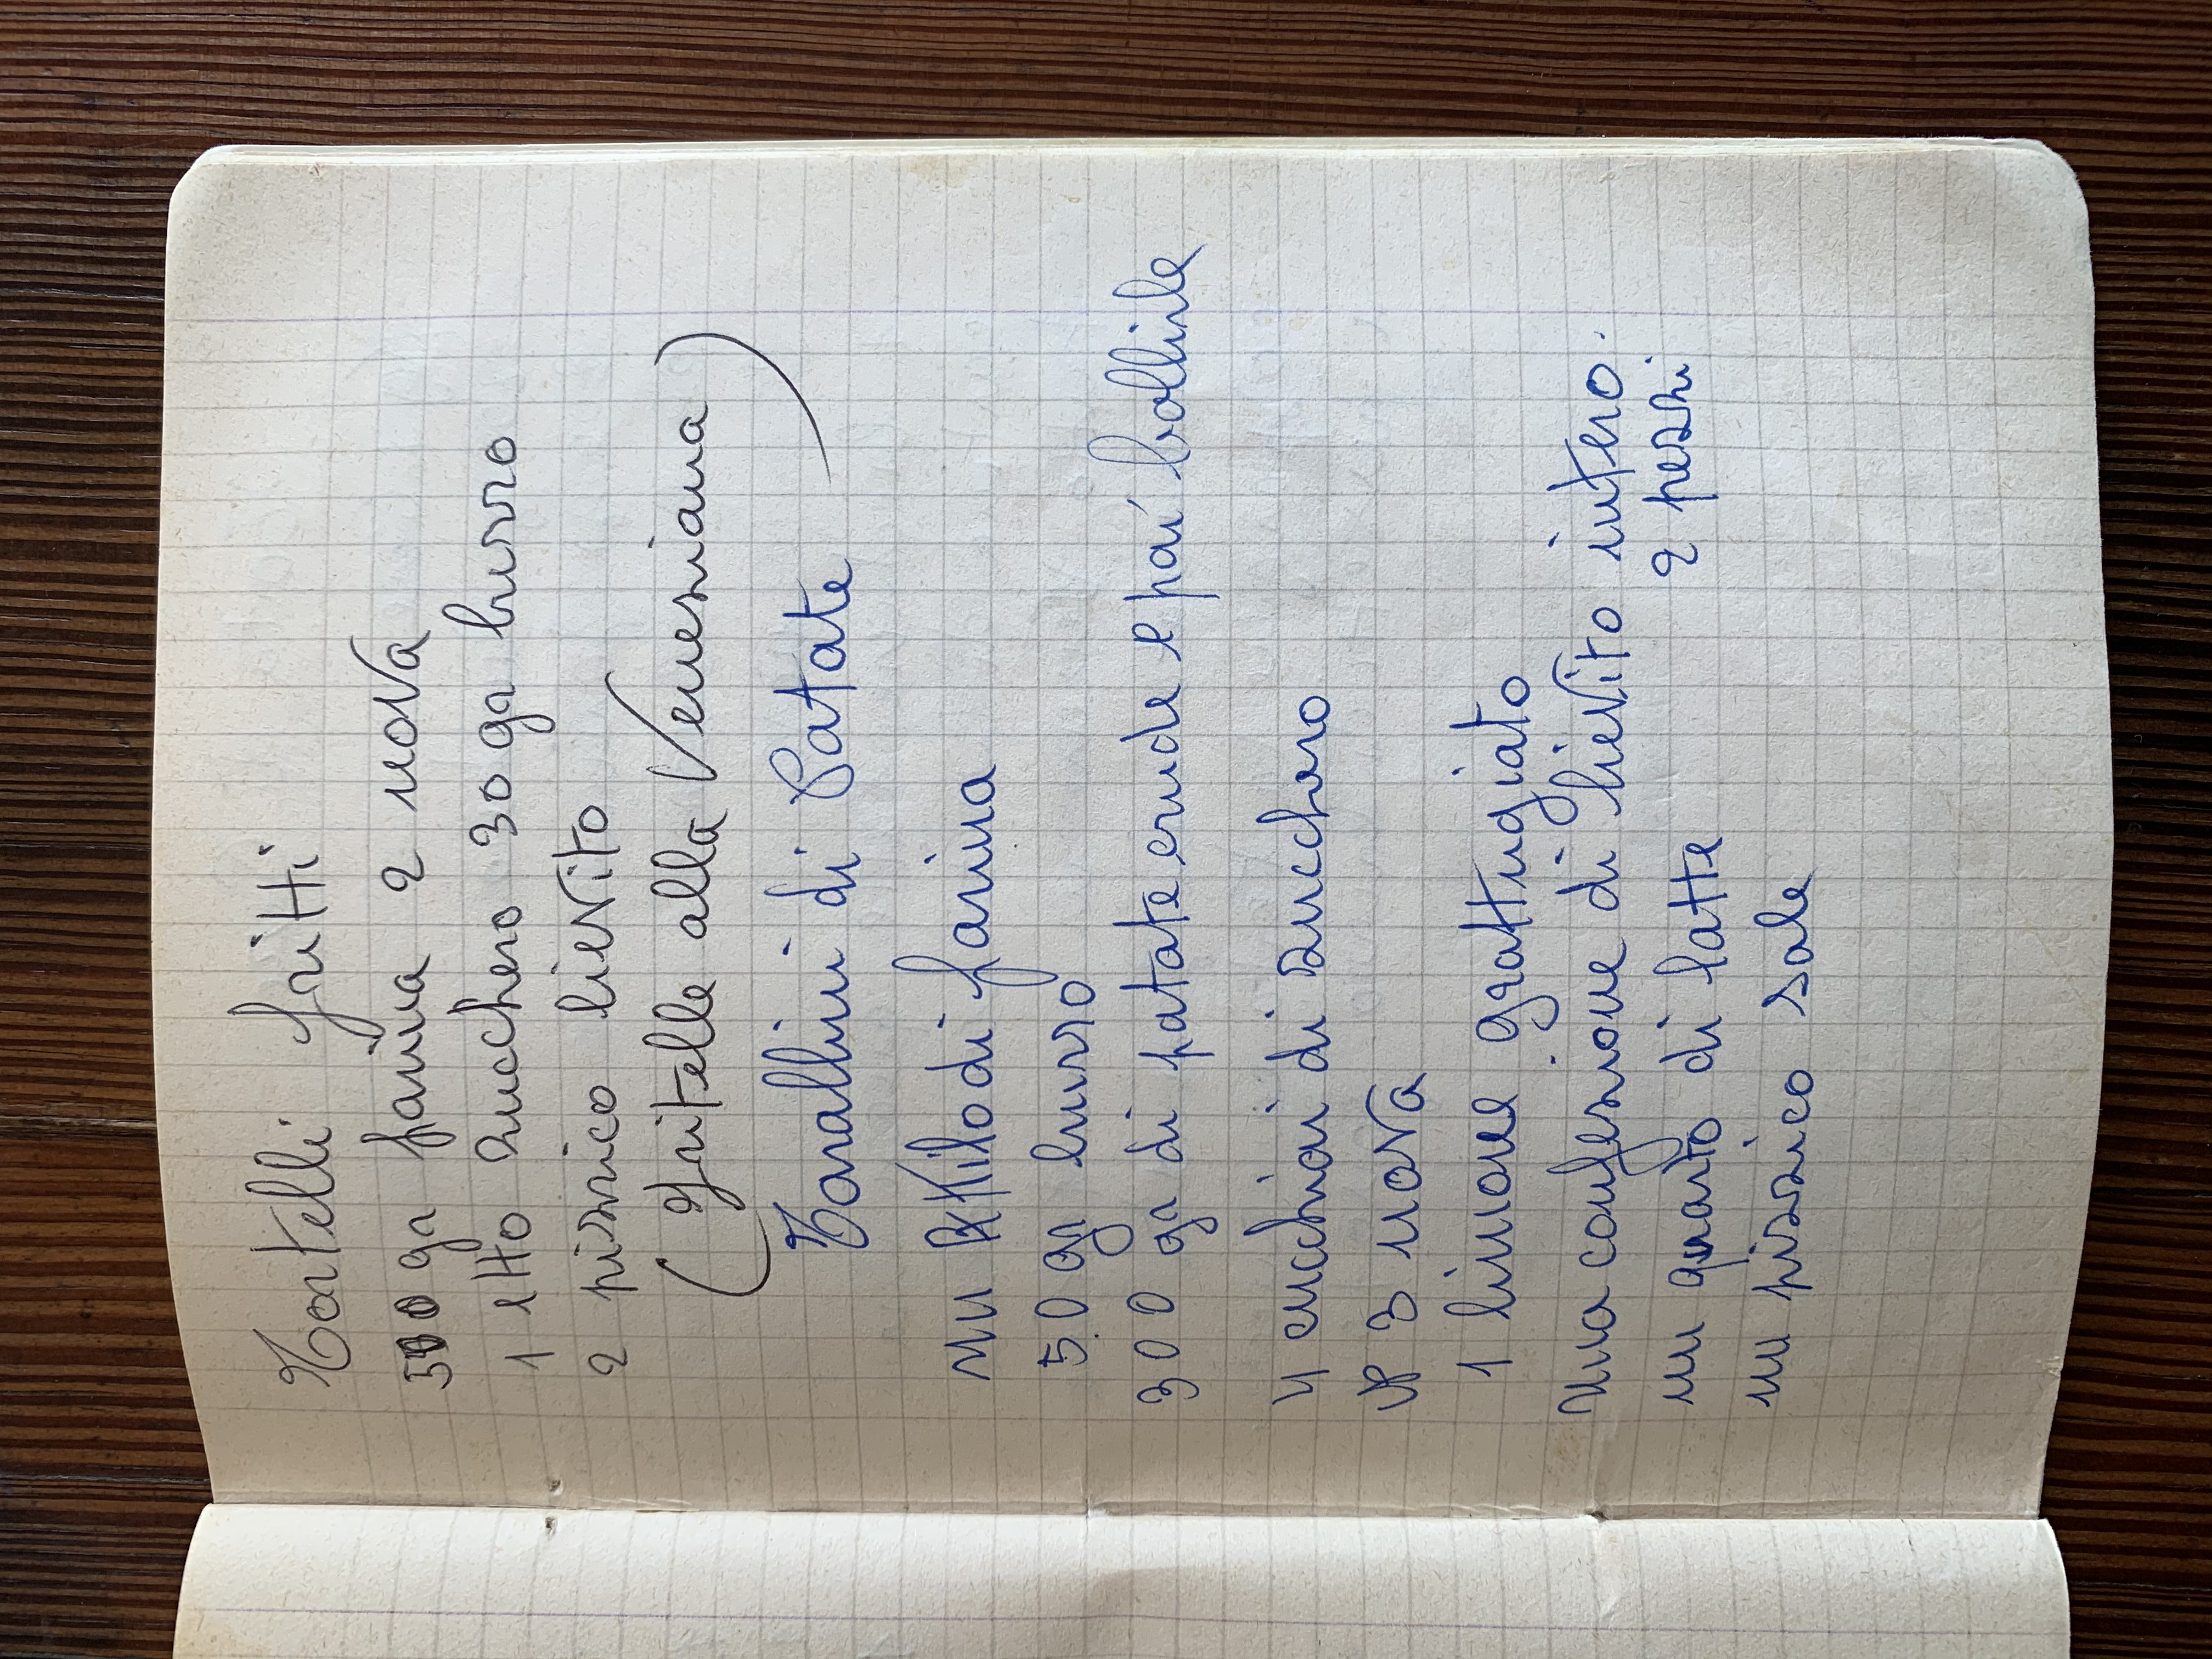 Tortelli fritti
500 gr farina 2 uova
1 etto zucchero 30 gr burro
2 pizzico lievito
(fritelle alla Veneziana)
Tarallini di Patate
un Kilo di farina
50 gr burro
300 gr di patate crude e poi bollirle
4 cucchiai di zucchero
N° 3 uova
1 limone grattugiato
una confezione di lievito intero.
2 pezzi
un quarto di latte
un pizzico sale